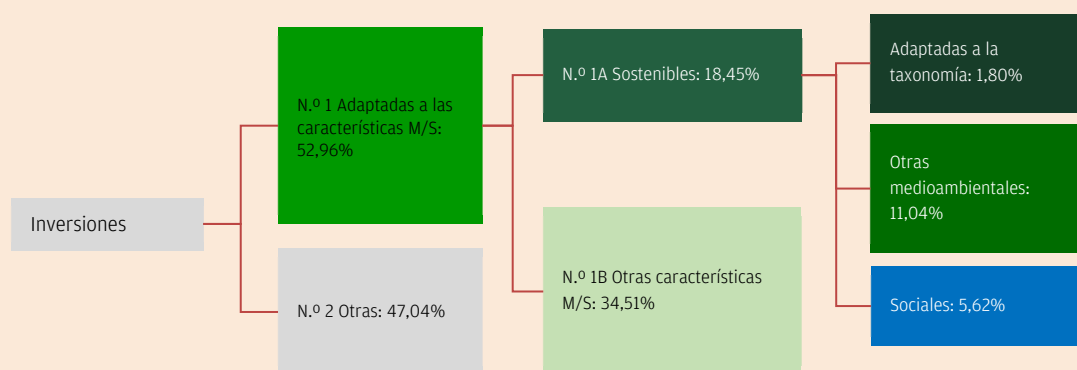 Inversiones
N.º 1 Adaptadas a las
características M/S:
52,96%
N.º 2 Otras: 47,04%
N.º 1A Sostenibles: 18,45%
N.º 1B Otras características
M/S: 34,51%
Adaptadas a la
taxonomía: 1,80%
Otras
medioambientales:
11,04%
Sociales: 5,62%